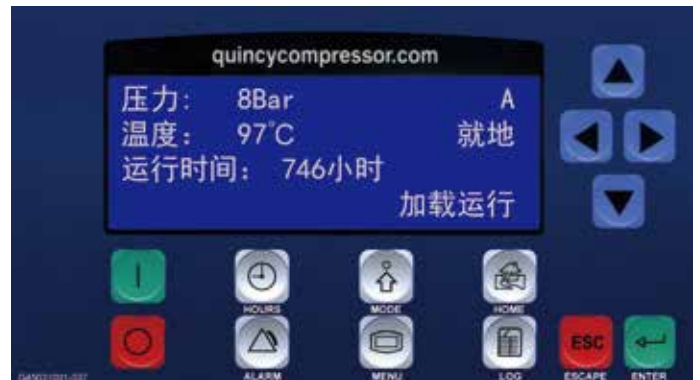 quincycompressor.com
压力： 8Bar A
温度： 97°C 就地
运行时间： 746小时
加载运行
HOURS MODE HOME
ESC
ALARM MENU LOG ESCAPE ENTER